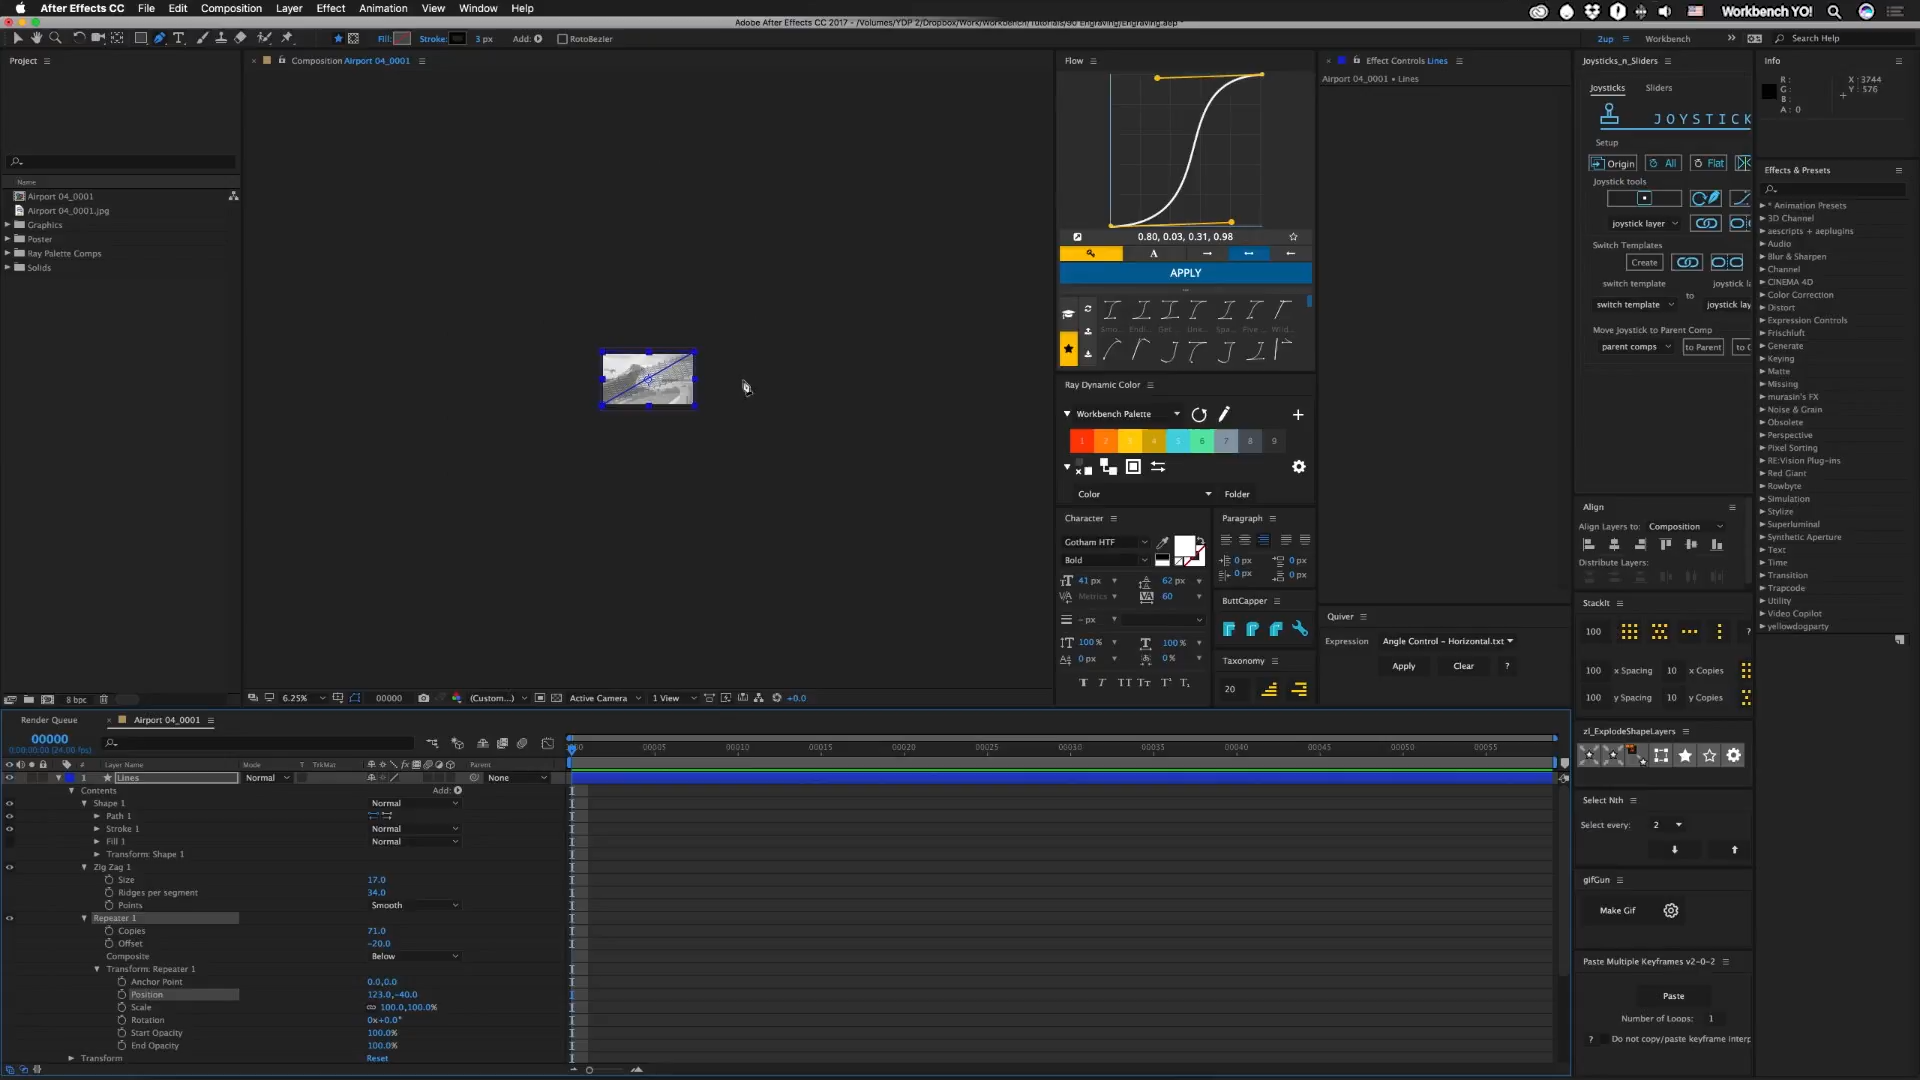 After Effects CC File Edit Composition Layer Effect Animation View Window Help Workbench YO!
Adobe After Effects CC 2017 - /Volumes/YDP 2/Dropbox/Work/Workbench/Tutorials/90 Engraving/Engraving.aep *
Fill: Stroke: 3 px Add: RotoBezier 2up Workbench Search Help
Project
Composition Airport 04_0001
Name
Airport 04_0001
Airport 04_0001.jpg
Graphics
Poster
Ray Palette Comps
Solids
8 bpc
6.25% 00000 (Custom...) Active Camera 1 View +0.0
Flow
0.80, 0.03, 0.31, 0.98
A
APPLY
Ray Dynamic Color
Workbench Palette
1 2 3 4 5 6 7 8 9
Color Folder
Character
Gotham HTF
Bold
41 px 62 px
Metrics 60
- px
100 % 100 %
0 px 0 %
Paragraph
0 px 0 px
0 px 0 px
ButtCapper
Taxonomy
20
Effect Controls Lines
Airport 04_0001 • Lines
Quiver
Expression Angle Control - Horizontal.txt
Apply Clear ?
Joysticks_n_Sliders
Joysticks Sliders
JOYSTICK
Setup
Origin All Flat
Joystick tools
joystick layer
Switch Templates
Create
switch template joystick la
switch template to joystick lay
Move Joystick to Parent Comp
parent comps to Parent to C
Align
Align Layers to: Composition
Distribute Layers:
StackIt
100 ?
100 x Spacing 10 x Copies
100 y Spacing 10 y Copies
zl_ExplodeShapeLayers
Select Nth
Select every: 2
gifGun
Make Gif
Paste Multiple Keyframes v2-0-2
Paste
Number of Loops: 1
? Do not copy/paste keyframe interp
Info
R :
G :
B :
A : 0
X : 3744
Y : 576
Effects & Presets
* Animation Presets
3D Channel
aescripts + aeplugins
Audio
Blur & Sharpen
Channel
CINEMA 4D
Color Correction
Distort
Expression Controls
Frischluft
Generate
Keying
Matte
Missing
murasin's FX
Noise & Grain
Obsolete
Perspective
Pixel Sorting
RE:Vision Plug-ins
Red Giant
Rowbyte
Simulation
Stylize
Superluminal
Synthetic Aperture
Text
Time
Transition
Trapcode
Utility
Video Copilot
yellowdogparty
Render Queue Airport 04_0001
00000
0:00:00:00 (24.00 fps)
00005 00010 00015 00020 00025 00030 00035 00040 00045 00050 00055
# Layer Name Mode T TrkMat Parent
1 Lines Normal None
Contents Add:
Shape 1 Normal
Path 1
Stroke 1 Normal
Fill 1 Normal
Transform: Shape 1
Zig Zag 1
Size 17.0
Ridges per segment 34.0
Points Smooth
Repeater 1
Copies 71.0
Offset -20.0
Composite Below
Transform: Repeater 1
Anchor Point 0.0,0.0
Position 123.0,-40.0
Scale 100.0,100.0%
Rotation 0x+0.0°
Start Opacity 100.0%
End Opacity 100.0%
Transform Reset